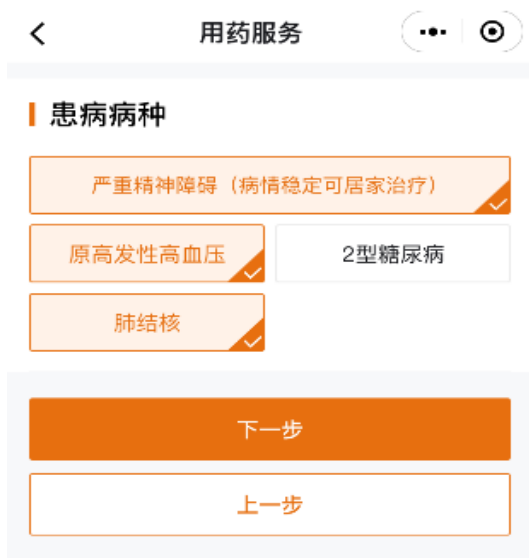 用药服务
患病病种
严重精神障碍（病情稳定可居家治疗）
原高发性高血压
2型糖尿病
肺结核
下一步
上一步